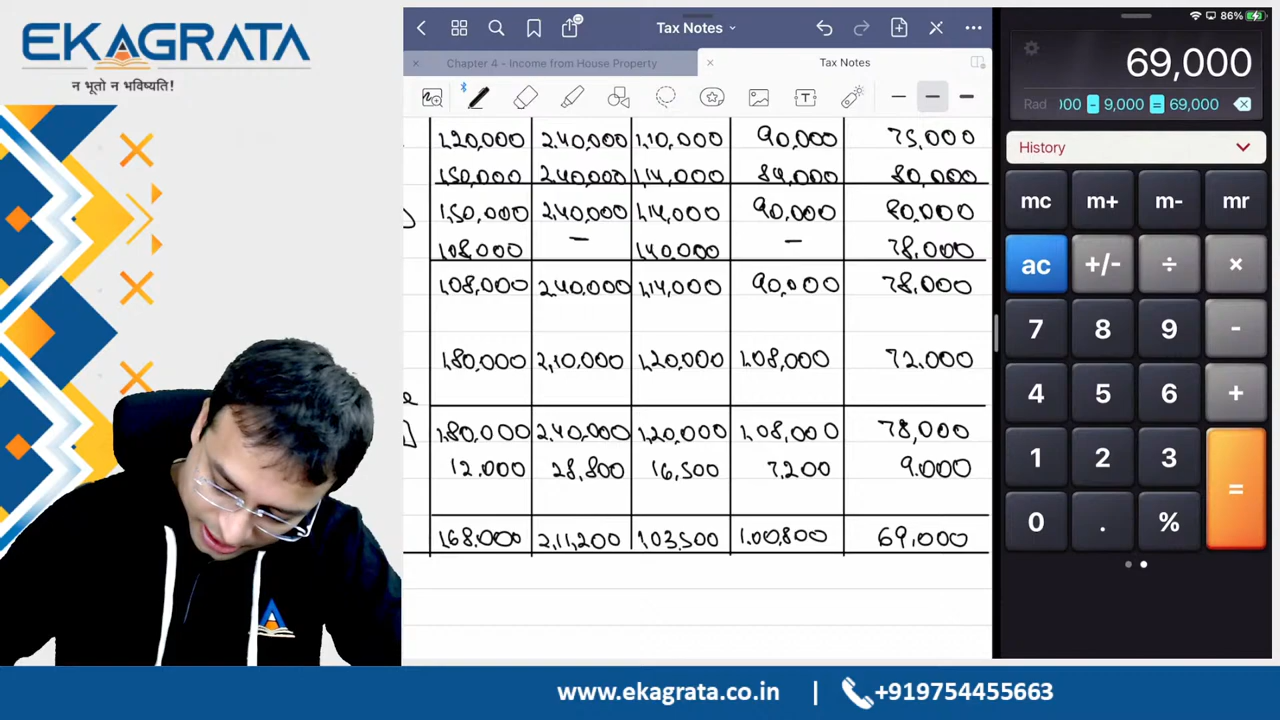 EKAGRATA
न भूतो न भविष्यति!
Tax Notes
Chapter 4 - Income from House Property
Tax Notes
1,20,000 2,40,000 1,10,000 90,000 75,000
1,50,000 2,40,000 1,14,000 84,000 80,000
1,50,000 2,40,000 1,14,000 90,000 80,000
1,08,000 - 1,40,000 - 78,000
1,08,000 2,40,000 1,14,000 90,000 78,000
1,80,000 2,10,000 1,20,000 1,08,000 72,000
1,80,000 2,40,000 1,20,000 1,08,000 78,000
12,000 28,800 16,500 7,200 9,000
1,68,000 2,11,200 1,03,500 1,00,800 69,000
86%
69,000
Rad 000 - 9,000 = 69,000
History
mc m+ m- mr
ac +/- ÷ ×
7 8 9 -
4 5 6 +
1 2 3 =
0 . %
www.ekagrata.co.in | +919754455663